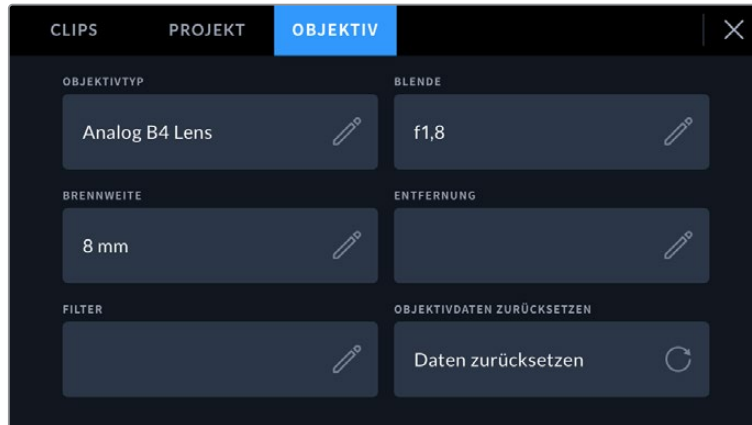 CLIPS PROJEKT OBJEKTIV
OBJEKTIVTYP BLENDE
Analog B4 Lens f1,8
BRENNWEITE ENTFERNUNG
8 mm
FILTER OBJEKTIVDATEN ZURÜCKSETZEN
Daten zurücksetzen